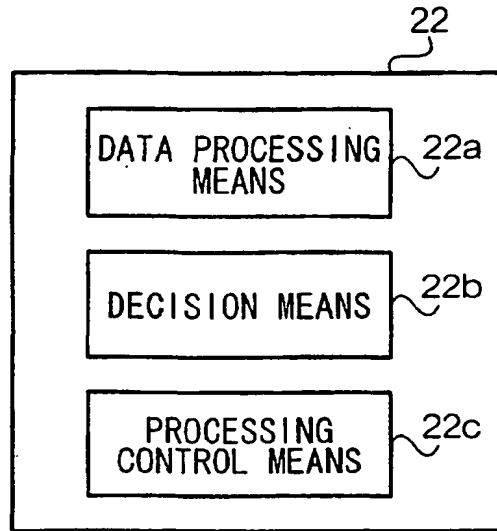 22
DATA PROCESSING
MEANS
22a
DECISION MEANS
22b
PROCESSING
CONTROL MEANS
22c